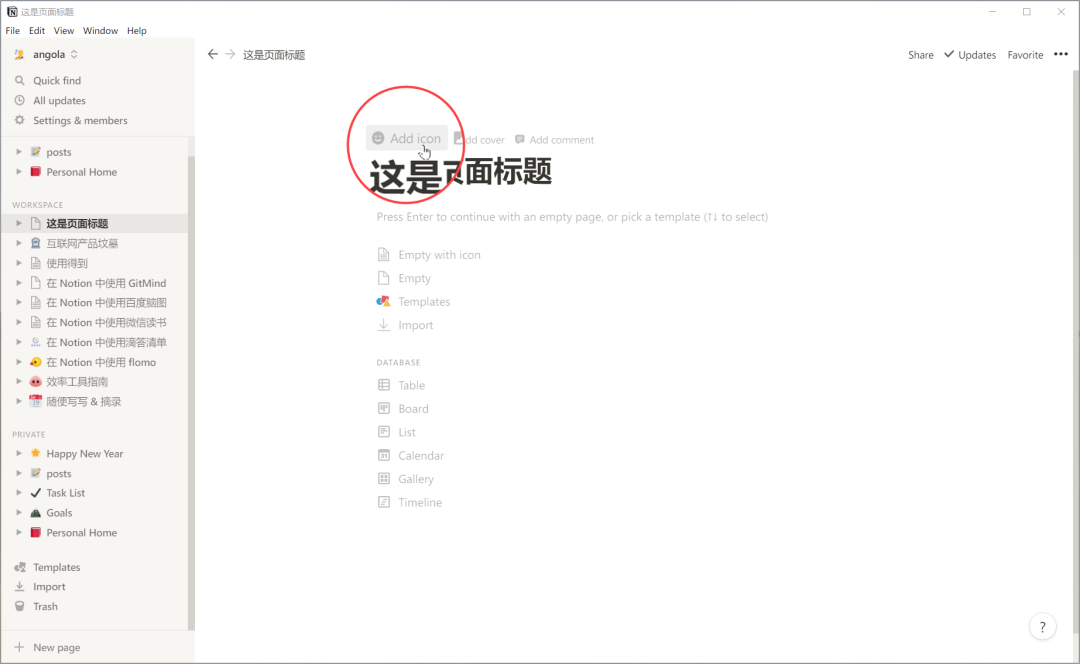 这是页面标题
File Edit View Window Help
angola
Quick find
All updates
Settings & members
posts
Personal Home
WORKSPACE
这是页面标题
互联网产品坟墓
使用得到
在 Notion 中使用 GitMind
在 Notion 中使用百度脑图
在 Notion 中使用微信读书
在 Notion 中使用滴答清单
在 Notion 中使用 flomo
效率工具指南
随便写写 & 摘录
PRIVATE
Happy New Year
posts
Task List
Goals
Personal Home
Templates
Import
Trash
New page
这是页面标题
Share Updates Favorite
Add icon Add cover Add comment
这是页面标题
Press Enter to continue with an empty page, or pick a template (↑↓ to select)
Empty with icon
Empty
Templates
Import
DATABASE
Table
Board
List
Calendar
Gallery
Timeline
?